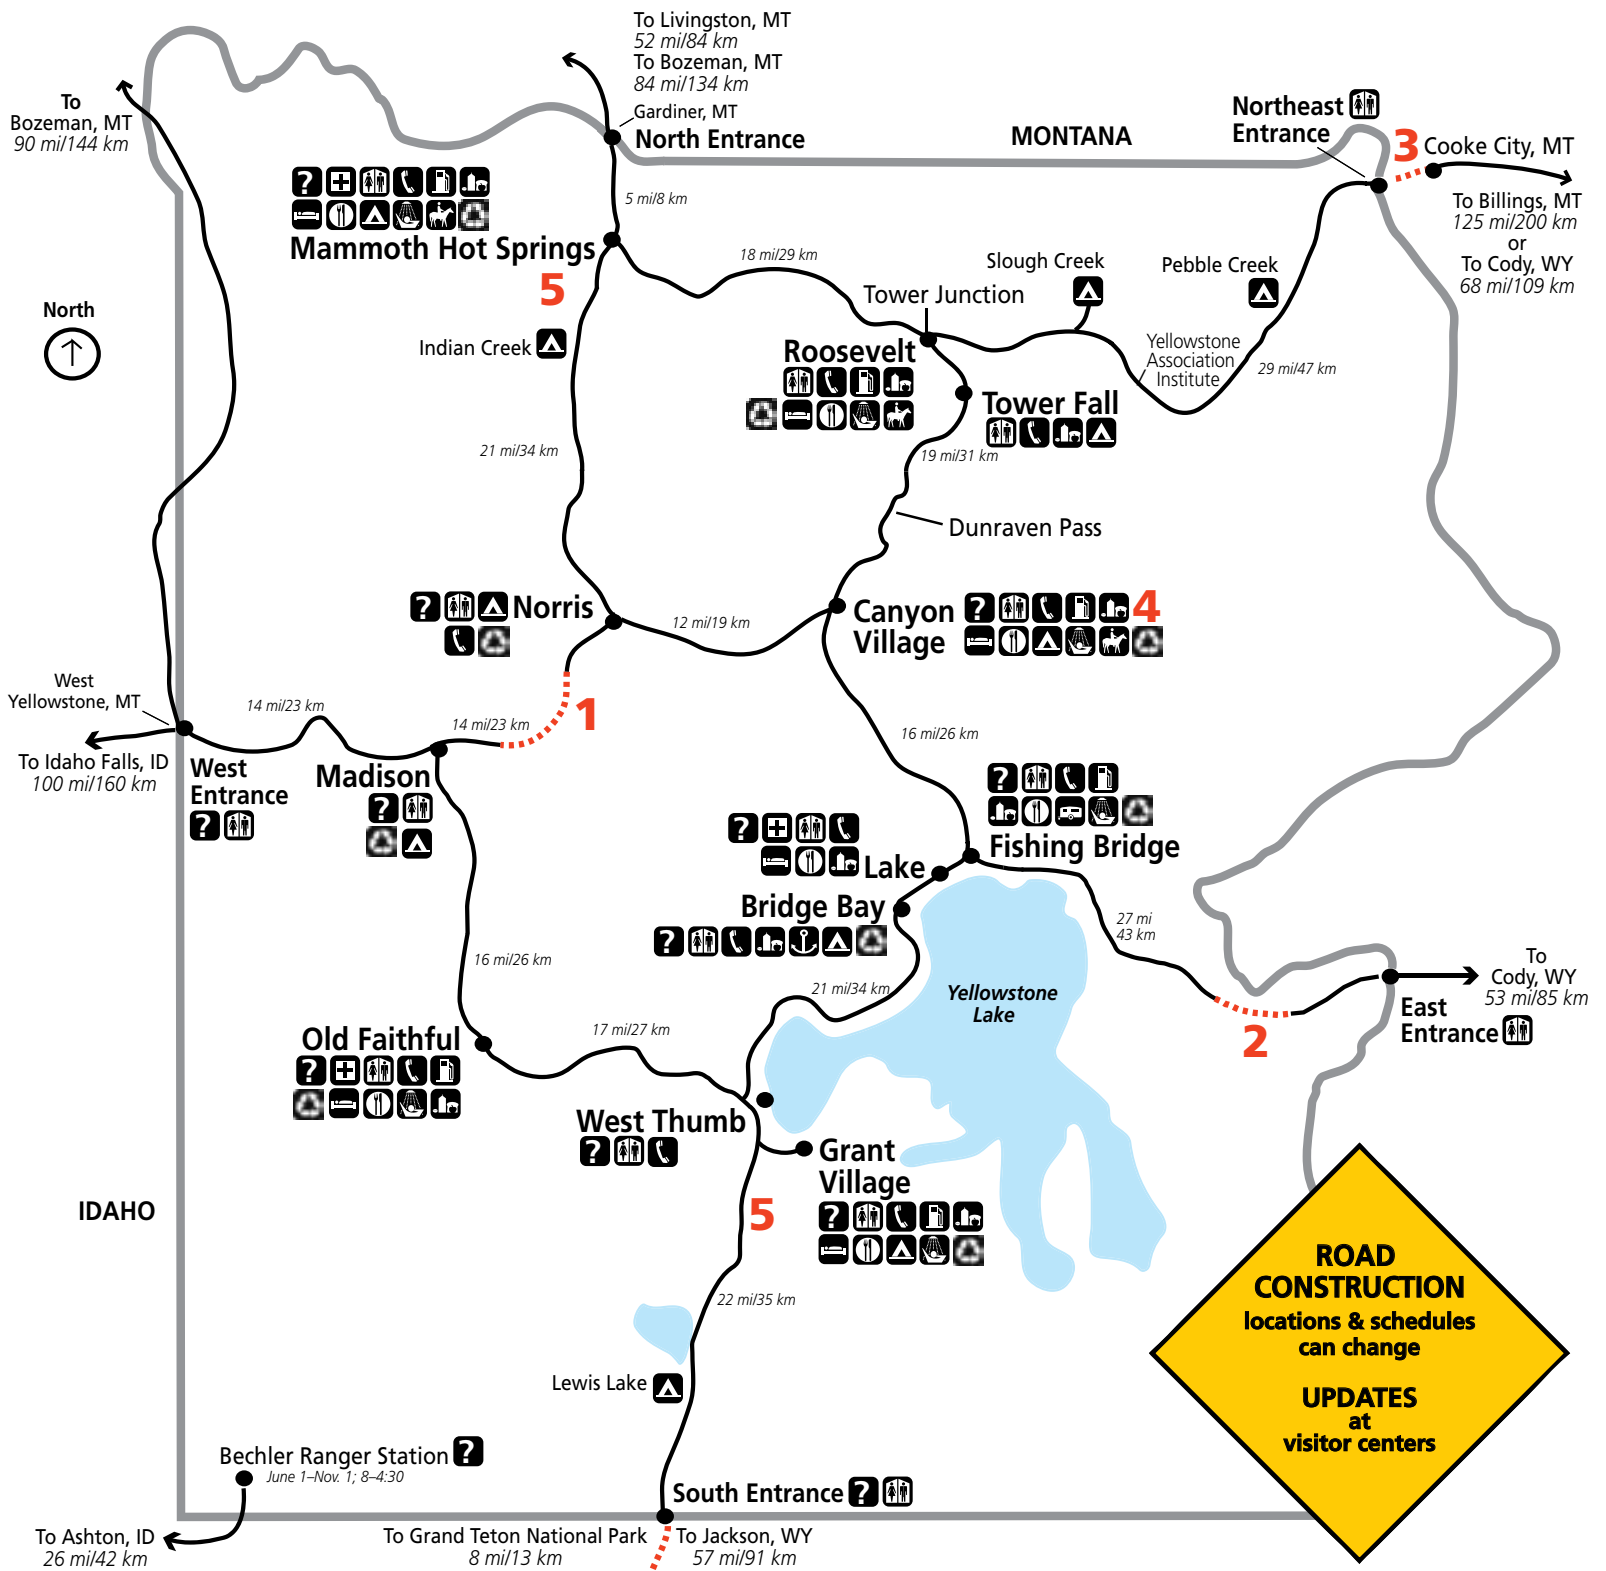 To Livingston, MT
52 mi/84 km
To Bozeman, MT
84 mi/134 km
Gardiner, MT
North Entrance
MONTANA
Northeast
Entrance
3
Cooke City, MT
To Billings, MT
125 mi/200 km
or
To Cody, WY
68 mi/109 km
To
Bozeman, MT
90 mi/144 km
?
Mammoth Hot Springs
5
5 mi/8 km
18 mi/29 km
Slough Creek
Pebble Creek
Tower Junction
North
Indian Creek
Roosevelt
Yellowstone
Association
Institute
29 mi/47 km
Tower Fall
21 mi/34 km
19 mi/31 km
Dunraven Pass
?
Norris
12 mi/19 km
Canyon
Village
?
4
West
Yellowstone, MT
14 mi/23 km
14 mi/23 km
1
16 mi/26 km
To Idaho Falls, ID
100 mi/160 km
West
Entrance
?
Madison
?
?
Fishing Bridge
?
Lake
Bridge Bay
?
27 mi
43 km
16 mi/26 km
21 mi/34 km
Yellowstone
Lake
To
Cody, WY
53 mi/85 km
East
Entrance
2
Old Faithful
?
17 mi/27 km
West Thumb
?
Grant
Village
?
IDAHO
5
22 mi/35 km
Lewis Lake
ROAD
CONSTRUCTION
locations & schedules
can change
UPDATES
at
visitor centers
Bechler Ranger Station ?
June 1–Nov. 1; 8–4:30
South Entrance ?
To Ashton, ID
26 mi/42 km
To Grand Teton National Park
8 mi/13 km
To Jackson, WY
57 mi/91 km